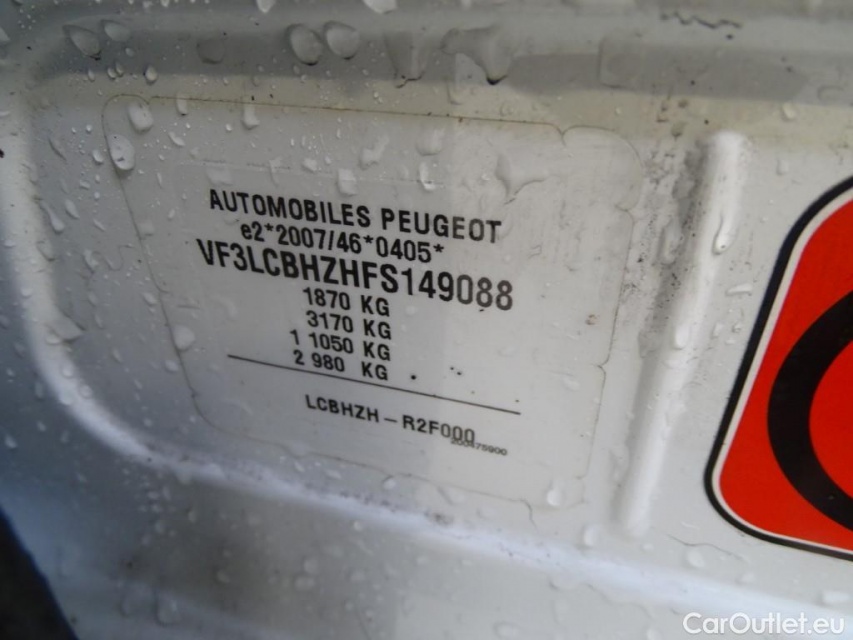 AUTOMOBILES PEUGEOT
e2*2007/46*0405*
VF3LCBHZHFS149088
1870 KG
3170 KG
1 1050 KG
2 980 KG
LCBHZH-R2F000
200475900
CarOutlet.eu